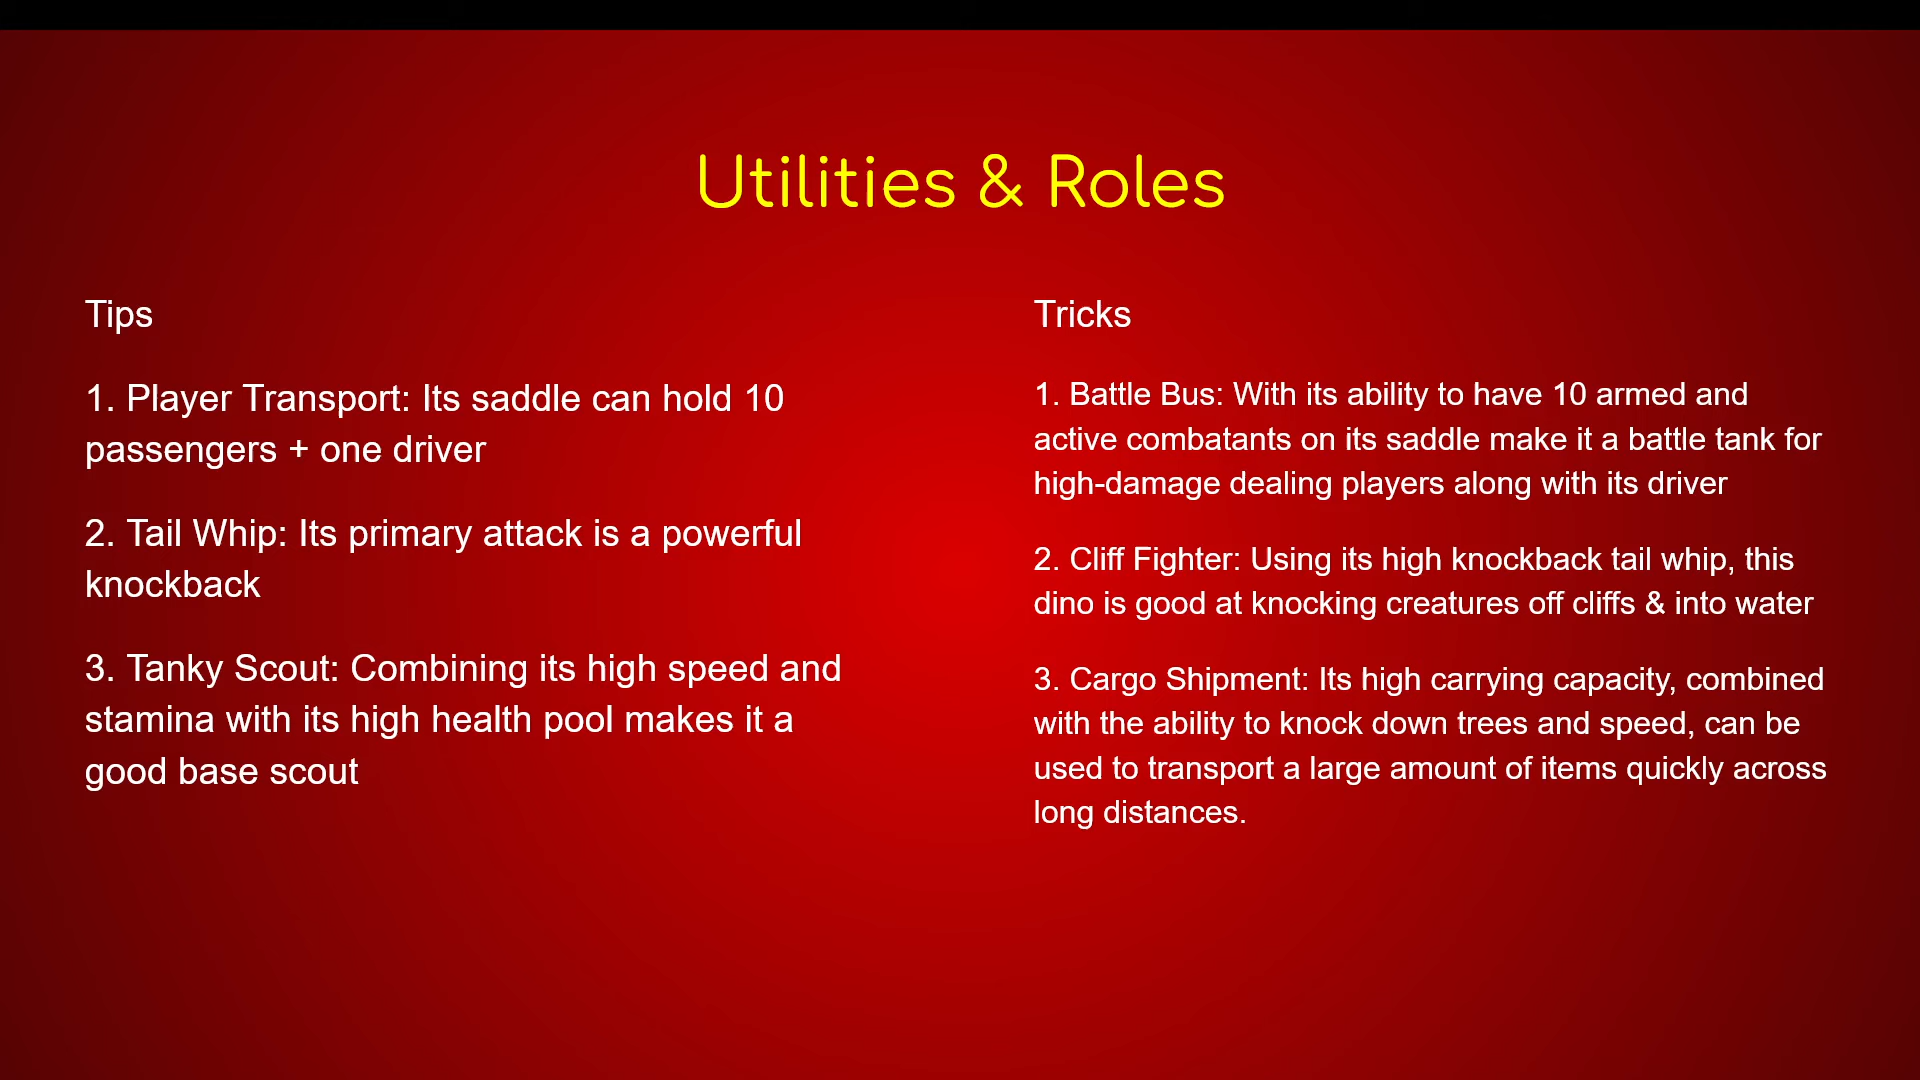 Utilities & Roles
Tips
1. Player Transport: Its saddle can hold 10
passengers + one driver
2. Tail Whip: Its primary attack is a powerful
knockback
3. Tanky Scout: Combining its high speed and
stamina with its high health pool makes it a
good base scout
Tricks
1. Battle Bus: With its ability to have 10 armed and
active combatants on its saddle make it a battle tank for
high-damage dealing players along with its driver
2. Cliff Fighter: Using its high knockback tail whip, this
dino is good at knocking creatures off cliffs & into water
3. Cargo Shipment: Its high carrying capacity, combined
with the ability to knock down trees and speed, can be
used to transport a large amount of items quickly across
long distances.